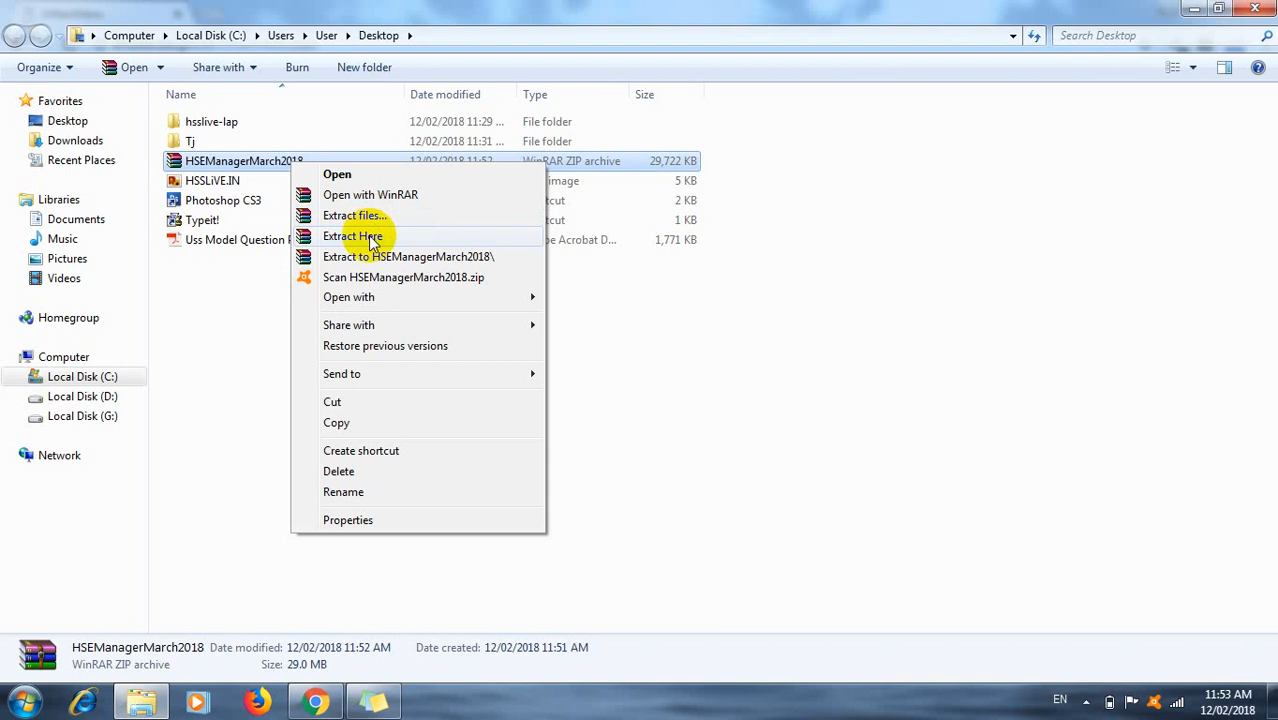 Computer Local Disk (C:) Users User Desktop Search Desktop
Organize Open Share with Burn New folder
Name Date modified Type Size
Favorites
Desktop
Downloads
Recent Places
Libraries
Documents
Music
Pictures
Videos
Homegroup
Computer
Local Disk (C:)
Local Disk (D:)
Local Disk (G:)
Network
hsslive-lap 12/02/2018 11:29 ... File folder
Tj 12/02/2018 11:31 ... File folder
HSEManagerMarch2018 12/02/2018 11:52 WinRAR ZIP archive 29,722 KB
HSSLiVE.IN image 5 KB
Photoshop CS3 cut 2 KB
Typeit! cut 1 KB
Uss Model Question be Acrobat D... 1,771 KB
Open
Open with WinRAR
Extract files...
Extract Here
Extract to HSEManagerMarch2018\
Scan HSEManagerMarch2018.zip
Open with
Share with
Restore previous versions
Send to
Cut
Copy
Create shortcut
Delete
Rename
Properties
HSEManagerMarch2018 Date modified: 12/02/2018 11:52 AM Date created: 12/02/2018 11:51 AM
WinRAR ZIP archive Size: 29.0 MB
EN 11:53 AM
12/02/2018